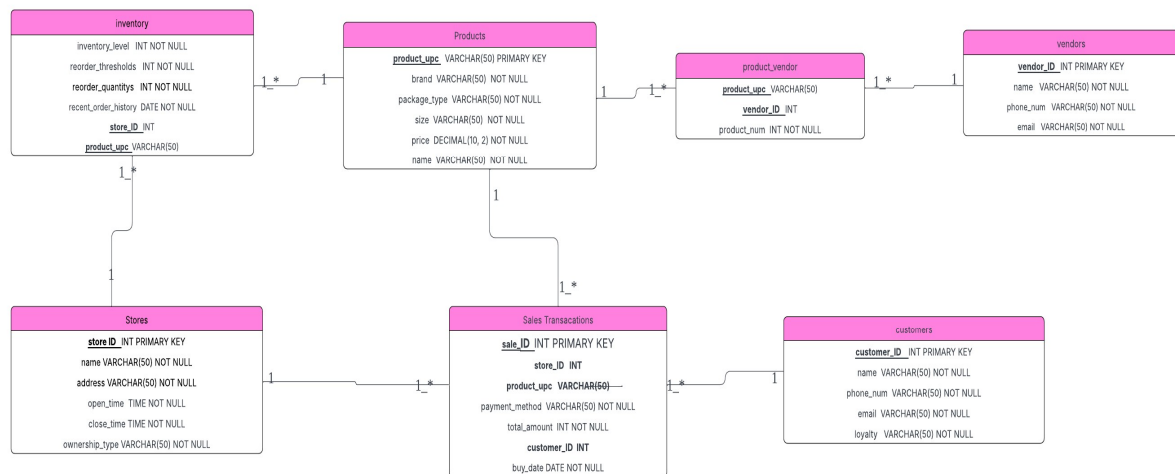 inventory
inventory_level INT NOT NULL
reorder_thresholds INT NOT NULL
reorder_quantitys INT NOT NULL
recent_order_history DATE NOT NULL
store_ID INT
product_upc VARCHAR(50)
1_*
1
Products
product_upc VARCHAR(50) PRIMARY KEY
brand VARCHAR(50) NOT NULL
package_type VARCHAR(50) NOT NULL
size VARCHAR(50) NOT NULL
price DECIMAL(10, 2) NOT NULL
name VARCHAR(50) NOT NULL
1
1_*
product_vendor
product_upc VARCHAR(50)
vendor_ID INT
product_num INT NOT NULL
1_*
1
vendors
vendor_ID INT PRIMARY KEY
name VARCHAR(50) NOT NULL
phone_num VARCHAR(50) NOT NULL
email VARCHAR(50) NOT NULL
1_*
1
1
1_*
Stores
store ID INT PRIMARY KEY
name VARCHAR(50) NOT NULL
address VARCHAR(50) NOT NULL
open_time TIME NOT NULL
close_time TIME NOT NULL
ownership_type VARCHAR(50) NOT NULL
1
1_*
Sales Transacations
sale_ID INT PRIMARY KEY
store_ID INT
product_upc VARCHAR(50)
payment_method VARCHAR(50) NOT NULL
total_amount INT NOT NULL
customer_ID INT
buy_date DATE NOT NULL
1_*
1
customers
customer_ID INT PRIMARY KEY
name VARCHAR(50) NOT NULL
phone_num VARCHAR(50) NOT NULL
email VARCHAR(50) NOT NULL
loyalty VARCHAR(50) NOT NULL